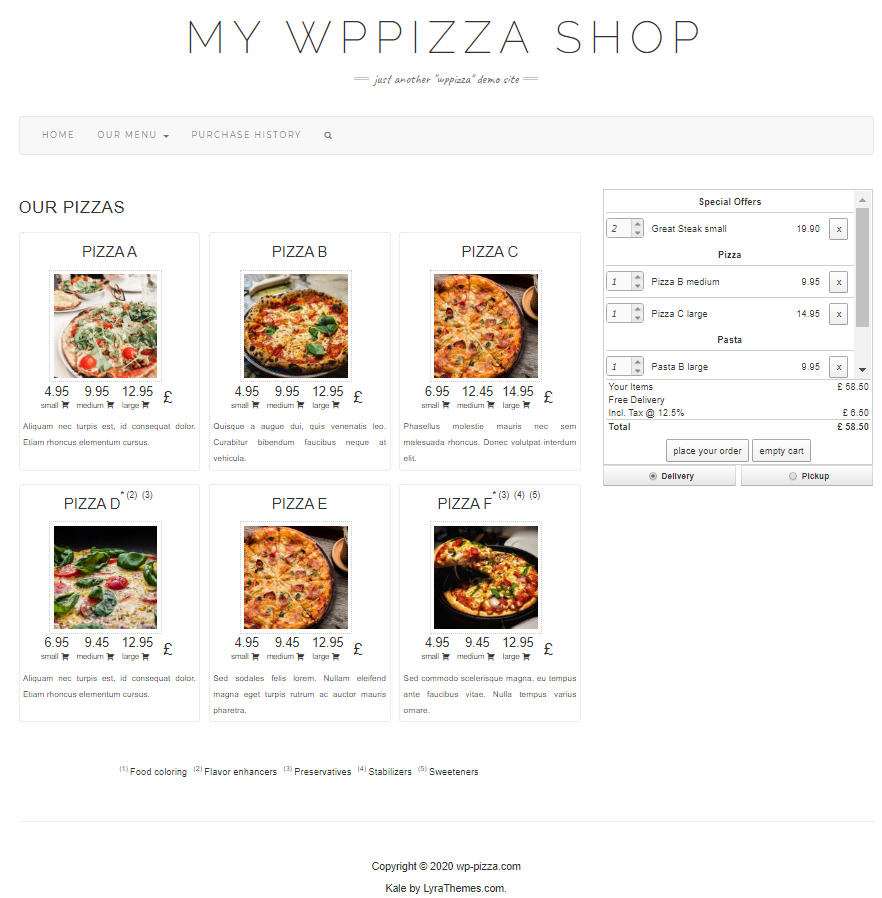 MY WPPIZZA SHOP
just another "wppizza" demo site
HOME OUR MENU PURCHASE HISTORY
OUR PIZZAS
PIZZA A
4.95 9.95 12.95 £
small medium large
Aliquam nec turpis est, id consequat dolor.
Etiam rhoncus elementum cursus.
PIZZA B
4.95 9.95 12.95 £
small medium large
Quisque a augue dui, quis venenatis leo.
Curabitur bibendum faucibus neque at
vehicula.
PIZZA C
6.95 12.45 14.95 £
small medium large
Phasellus molestie mauris nec sem
malesuada rhoncus. Donec volutpat interdum
elit.
PIZZA D* (2) (3)
6.95 9.45 12.95 £
small medium large
Aliquam nec turpis est, id consequat dolor.
Etiam rhoncus elementum cursus.
PIZZA E
4.95 9.45 12.95 £
small medium large
Sed sodales felis lorem. Nullam eleifend
magna eget turpis rutrum ac auctor mauris
pharetra.
PIZZA F* (3) (4) (5)
4.95 9.45 12.95 £
small medium large
Sed commodo scelerisque magna, eu tempus
ante faucibus vitae. Nulla tempus varius
ornare.
(1) Food coloring (2) Flavor enhancers (3) Preservatives (4) Stabilizers (5) Sweeteners
Special Offers
2 Great Steak small 19.90 x
Pizza
1 Pizza B medium 9.95 x
1 Pizza C large 14.95 x
Pasta
1 Pasta B large 9.95 x
Your Items £ 58.50
Free Delivery
Incl. Tax @ 12.5% £ 6.50
Total £ 58.50
place your order empty cart
Delivery Pickup
Copyright © 2020 wp-pizza.com
Kale by LyraThemes.com.